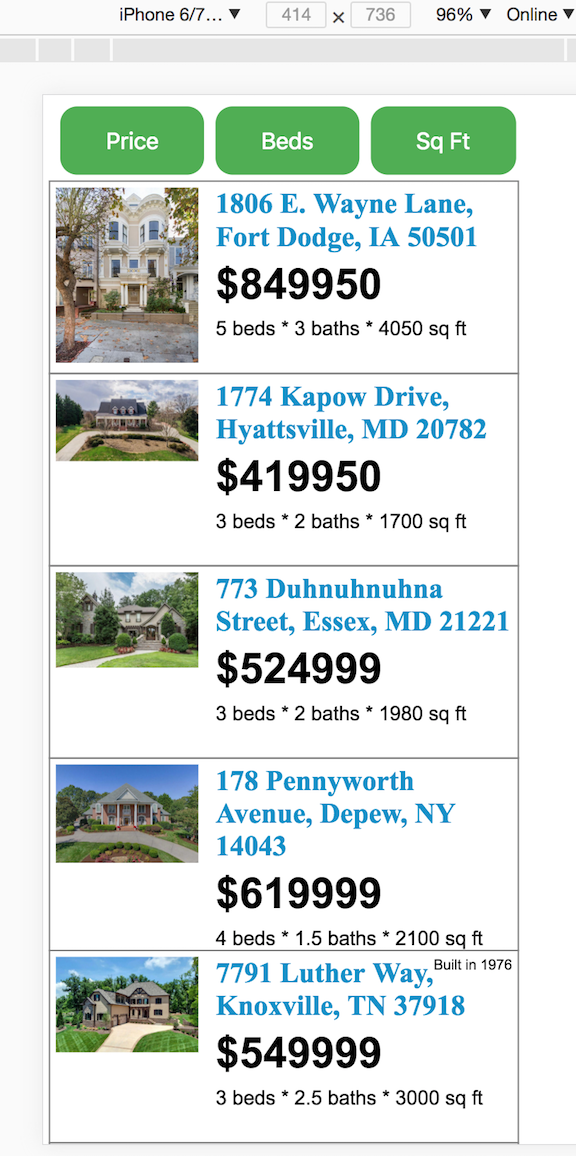 iPhone 6/7… ▼ 414 × 736 96% ▼ Online ▼
Price Beds Sq Ft
1806 E. Wayne Lane,
Fort Dodge, IA 50501
$849950
5 beds * 3 baths * 4050 sq ft
1774 Kapow Drive,
Hyattsville, MD 20782
$419950
3 beds * 2 baths * 1700 sq ft
773 Duhnuhnuhna
Street, Essex, MD 21221
$524999
3 beds * 2 baths * 1980 sq ft
178 Pennyworth
Avenue, Depew, NY
14043
$619999
4 beds * 1.5 baths * 2100 sq ft
Built in 1976
7791 Luther Way,
Knoxville, TN 37918
$549999
3 beds * 2.5 baths * 3000 sq ft